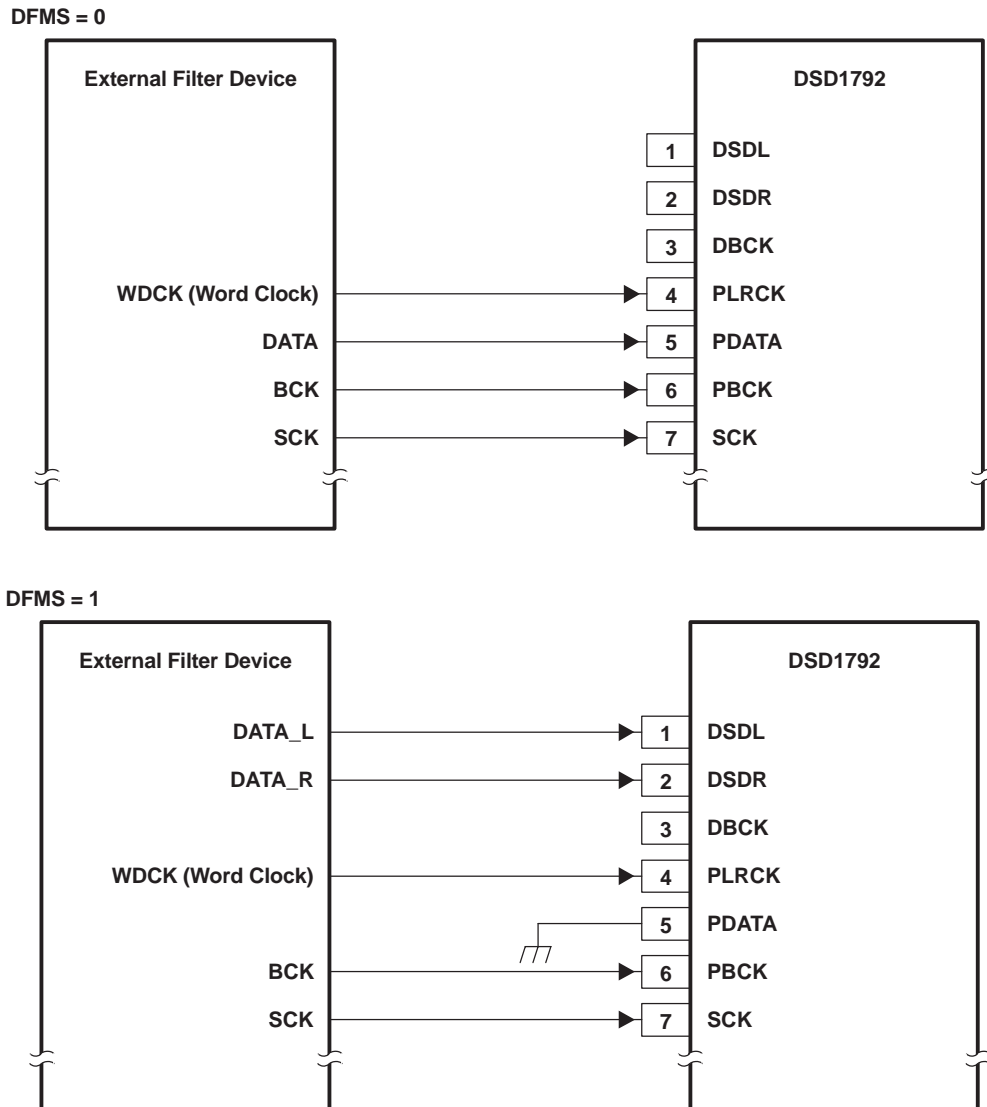 DFMS = 0
External Filter Device
DSD1792
1 DSDL
2 DSDR
3 DBCK
WDCK (Word Clock) 4 PLRCK
DATA 5 PDATA
BCK 6 PBCK
SCK 7 SCK
DFMS = 1
External Filter Device
DSD1792
DATA_L 1 DSDL
DATA_R 2 DSDR
3 DBCK
WDCK (Word Clock) 4 PLRCK
5 PDATA
BCK 6 PBCK
SCK 7 SCK